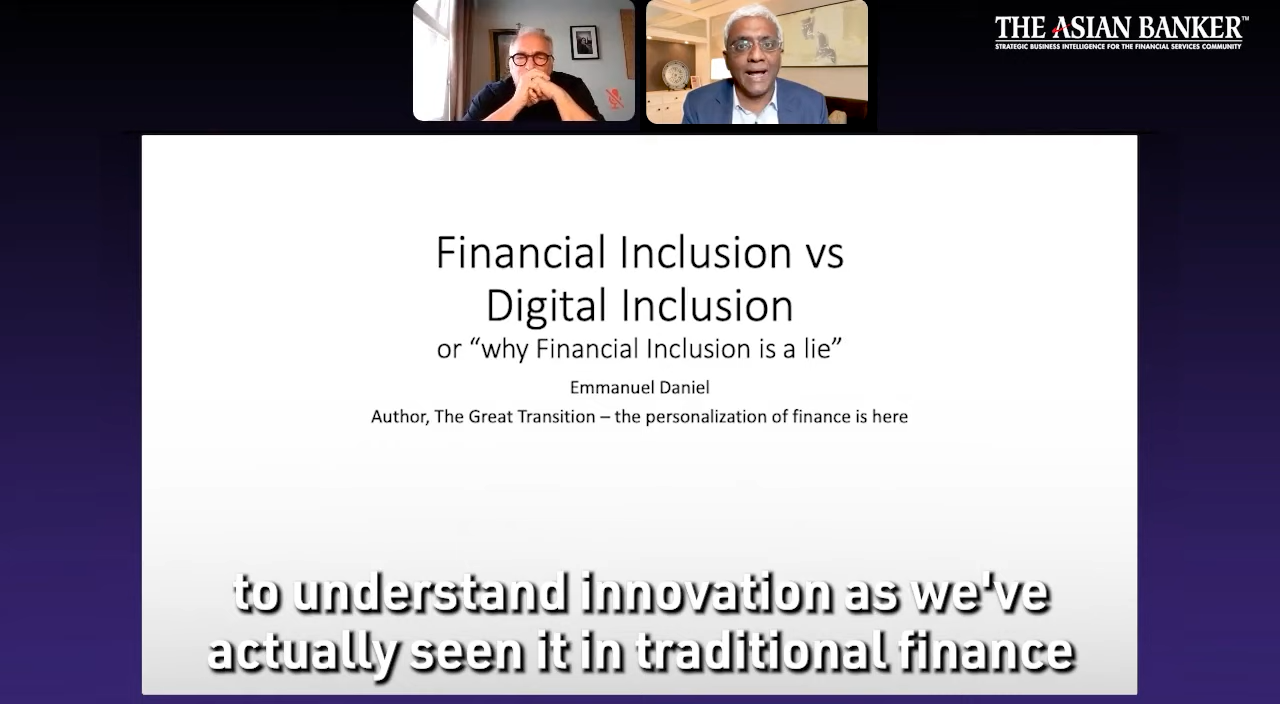 THE ASIAN BANKER™
STRATEGIC BUSINESS INTELLIGENCE FOR THE FINANCIAL SERVICES COMMUNITY
Financial Inclusion vs
Digital Inclusion
or “why Financial Inclusion is a lie”
Emmanuel Daniel
Author, The Great Transition – the personalization of finance is here
to understand innovation as we've
actually seen it in traditional finance